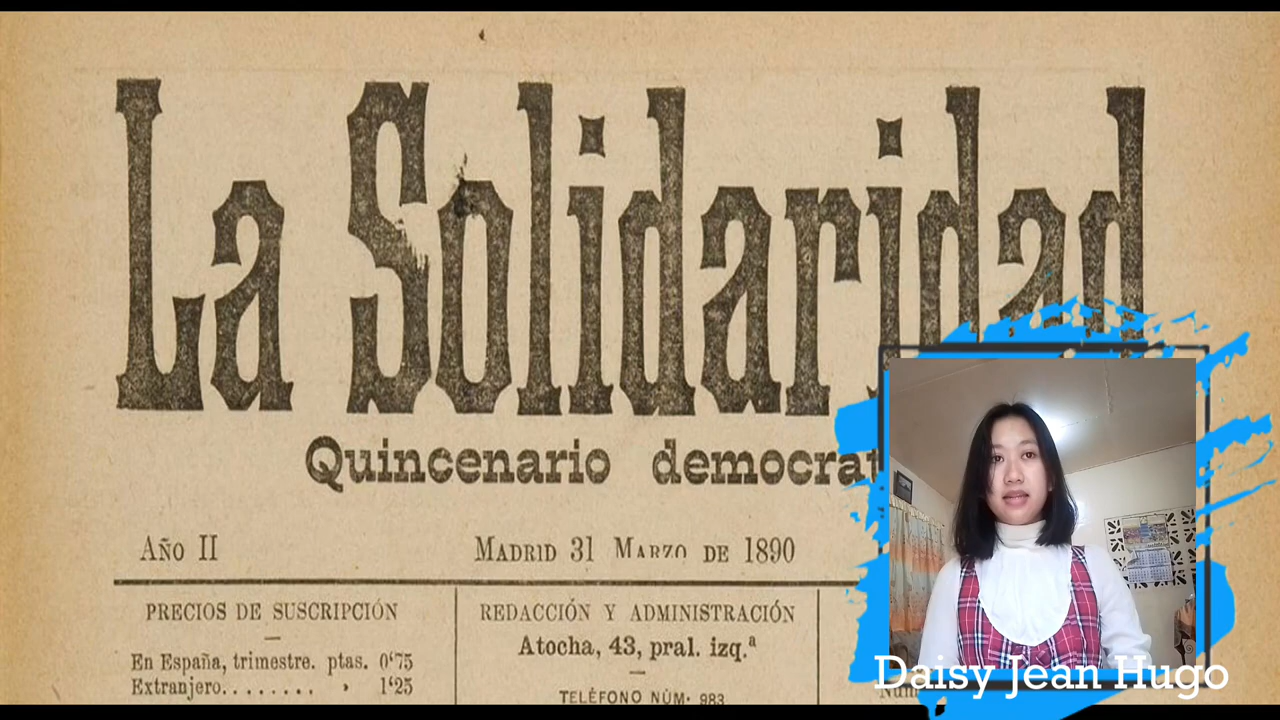 La Solidaridad
Quincenario democrat
AÑO II
MADRID 31 MARZO DE 1890
PRECIOS DE SUSCRIPCIÓN
REDACCIÓN Y ADMINISTRACIÓN
En España, trimestre. ptas. 0'75
Atocha, 43, pral. izq.ª
Extranjero. . . . . . . . › 1'25
TELÉFONO NÚM· 983
Núm
Daisy Jean Hugo